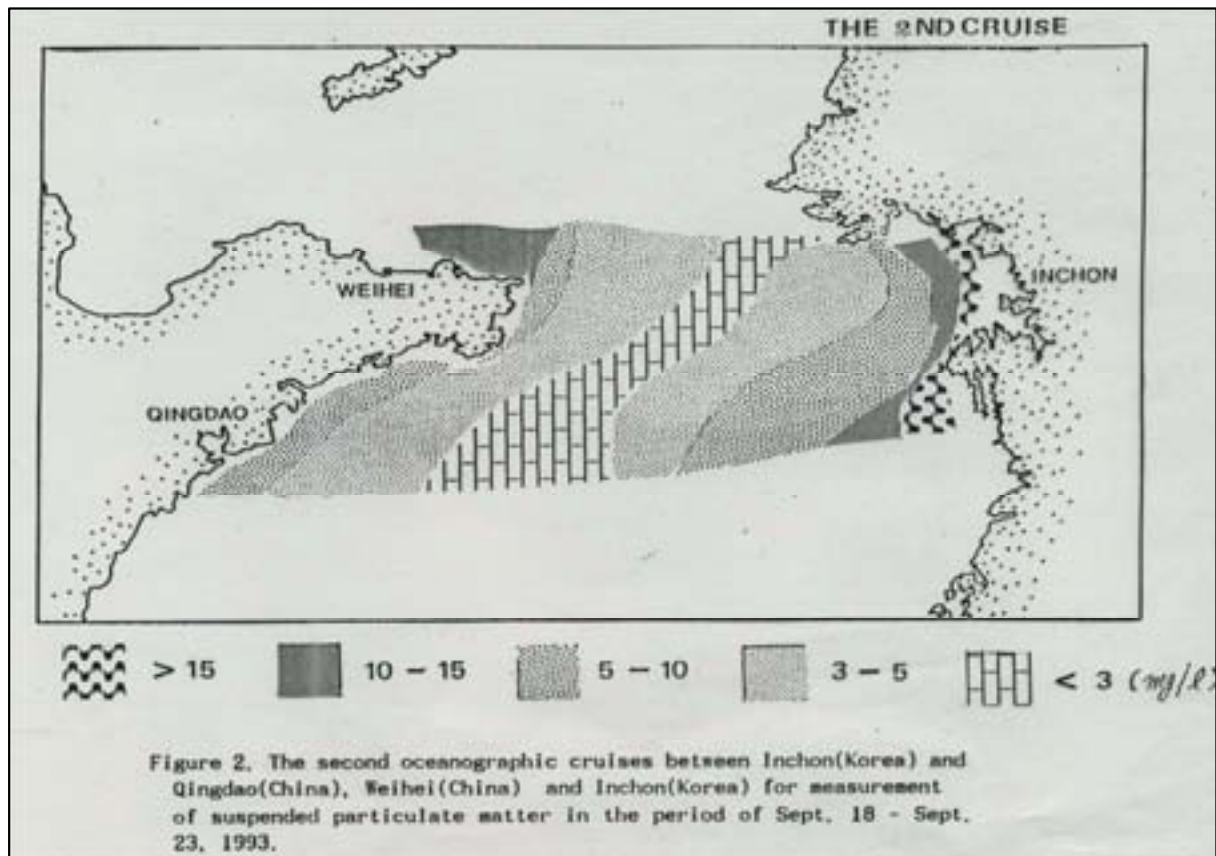 THE 2ND CRUISE
WEIHEI
INCHON
QINGDAO
> 15
10 – 15
5 – 10
3 – 5
< 3 (mg/l)
Figure 2. The second oceanographic cruises between Inchon(Korea) and
Qingdao(China), Weihei(China) and Inchon(Korea) for measurement
of suspended particulate matter in the period of Sept. 18 - Sept.
23, 1993.